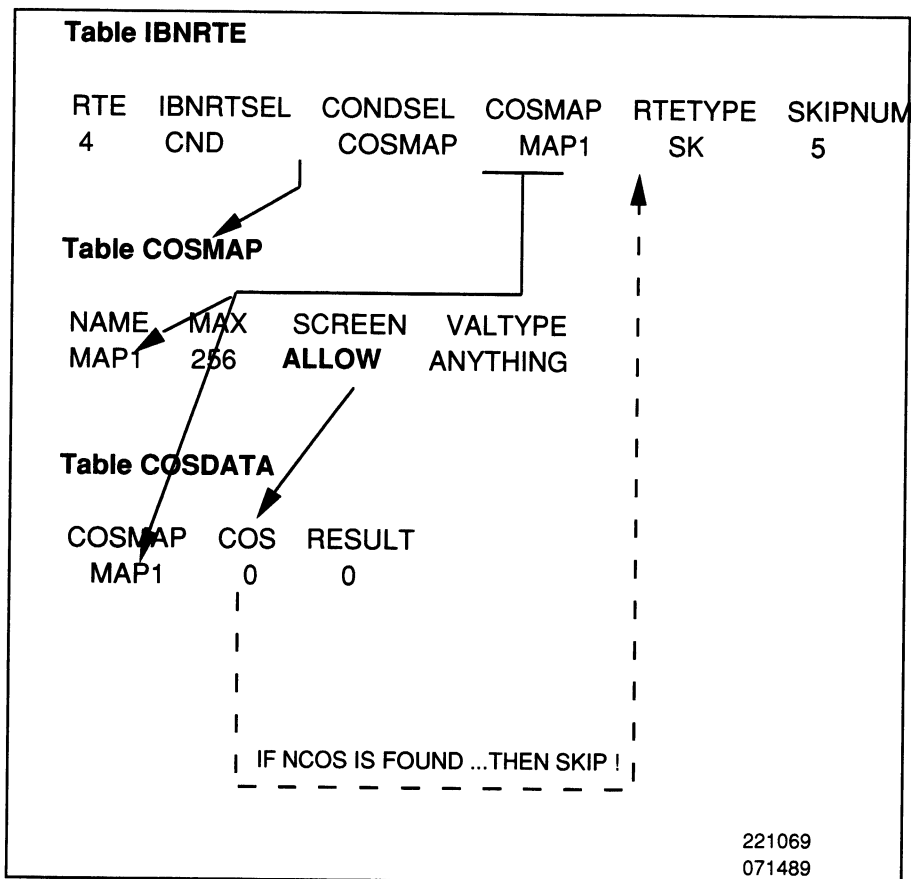 Table IBNRTE
RTE IBNRTSEL CONDSEL COSMAP RTETYPE SKIPNUM
4 CND COSMAP MAP1 SK 5
Table COSMAP
NAME MAX SCREEN VALTYPE
MAP1 256 ALLOW ANYTHING
Table COSDATA
COSMAP COS RESULT
MAP1 0 0
IF NCOS IS FOUND ...THEN SKIP !
221069
071489